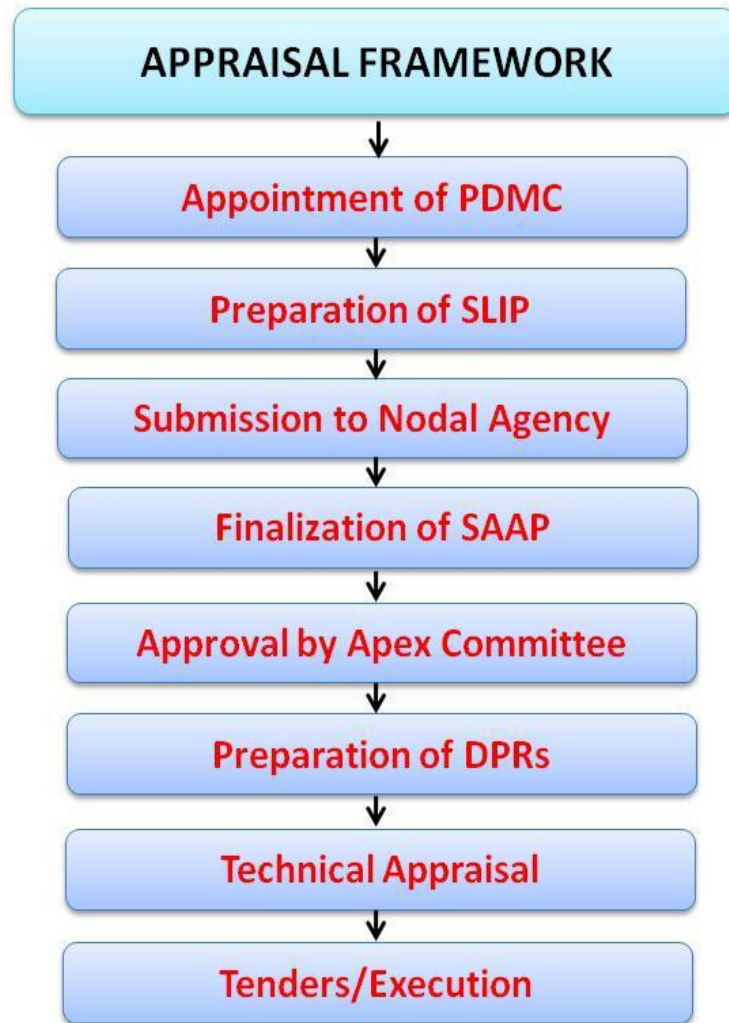 APPRAISAL FRAMEWORK
Appointment of PDMC
Preparation of SLIP
Submission to Nodal Agency
Finalization of SAAP
Approval by Apex Committee
Preparation of DPRs
Technical Appraisal
Tenders/Execution